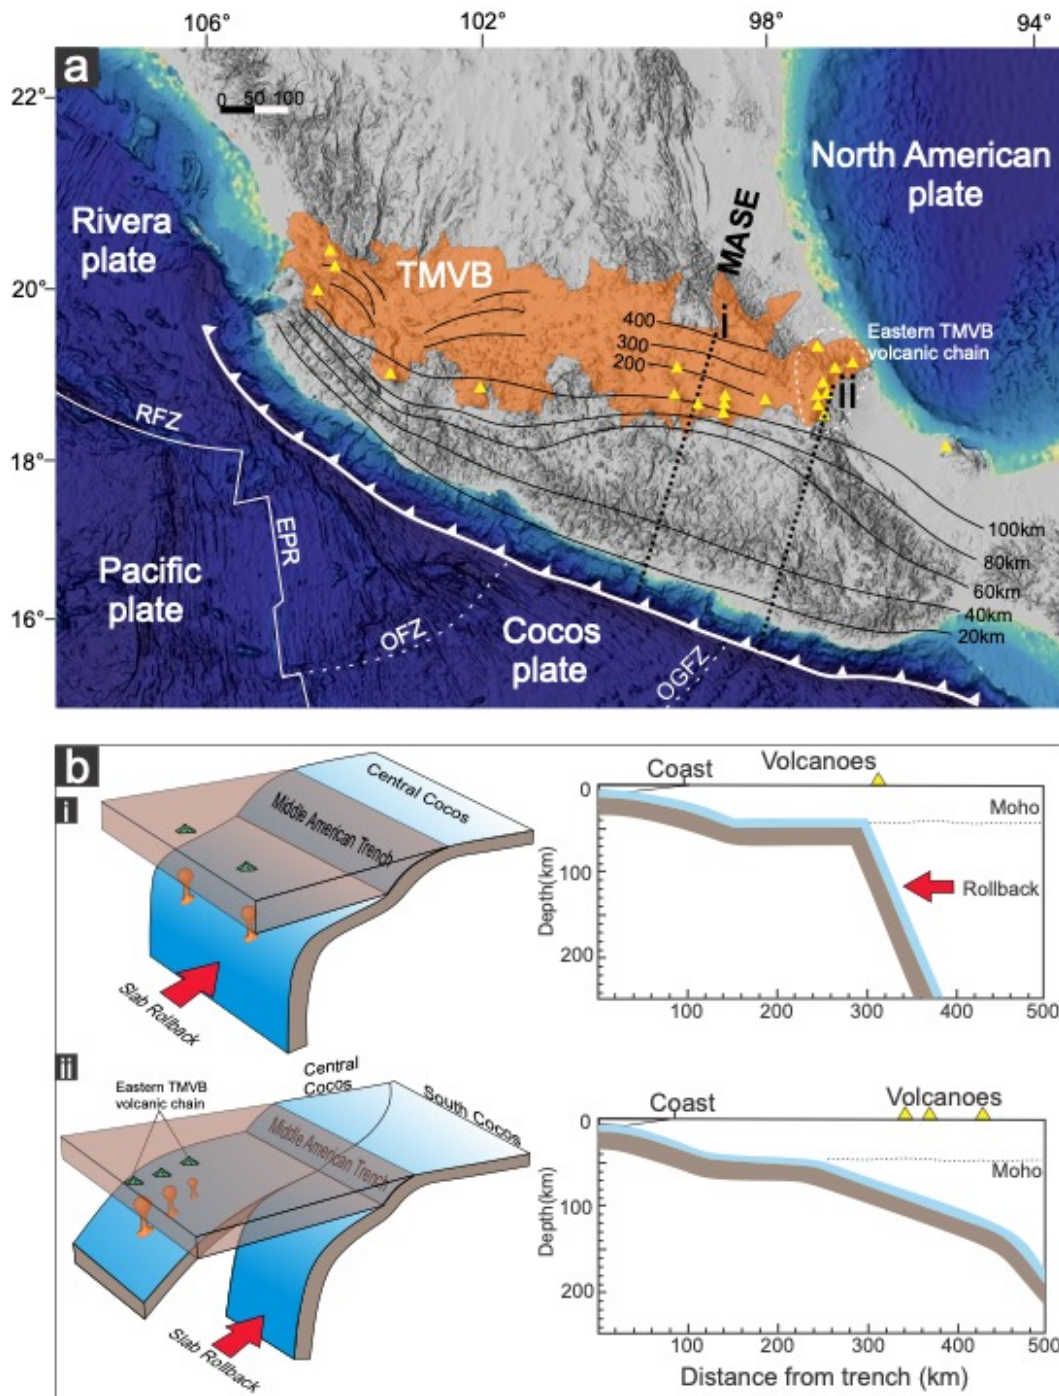 106°
102°
98°
94°
a
22°
20°
18°
16°
0 50 100
North American
plate
Rivera
plate
MASE
TMVB
i
400
300
200
Eastern TMVB
volcanic chain
ii
RFZ
EPR
100km
80km
60km
40km
20km
Pacific
plate
OFZ
Cocos
plate
OGFZ
b
i
Central Cocos
Middle American
Trench
Slab Rollback
Coast
Volcanoes
Moho
Rollback
Depth(km)
0
100
200
100
200
300
400
500
ii
Eastern TMVB
volcanic chain
Central
Cocos
South Cocos
Middle American
Trench
Slab Rollback
Coast
Volcanoes
Moho
Depth(km)
0
100
200
100
200
300
400
500
Distance from trench (km)